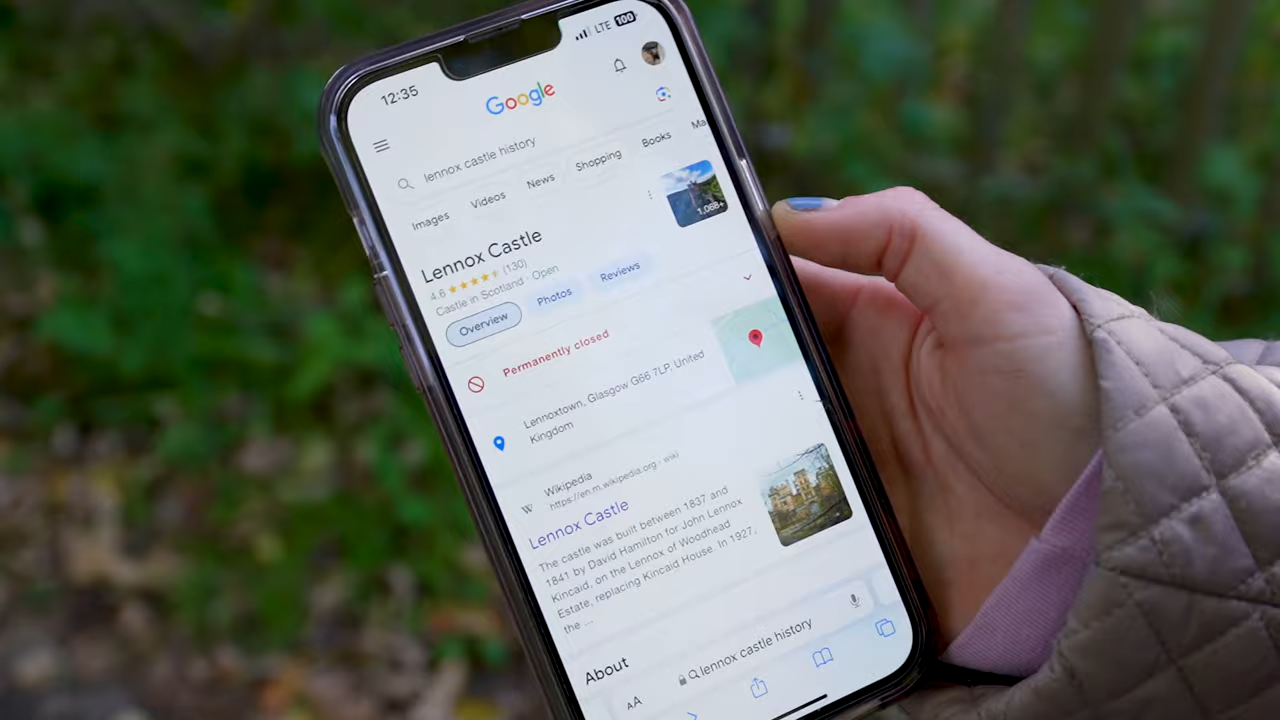 12:35
LTE 100
Google
lennox castle history
Images Videos News Shopping Books Ma
Lennox Castle
1,068+
4.6 (130)
Castle in Scotland · Open
Overview Photos Reviews
Permanently closed
Lennoxtown, Glasgow G66 7LP, United
Kingdom
W Wikipedia
https://en.m.wikipedia.org · wiki
Lennox Castle
The castle was built between 1837 and
1841 by David Hamilton for John Lennox
Kincaid, on the Lennox of Woodhead
Estate, replacing Kincaid House. In 1927,
the ...
About
AA lennox castle history